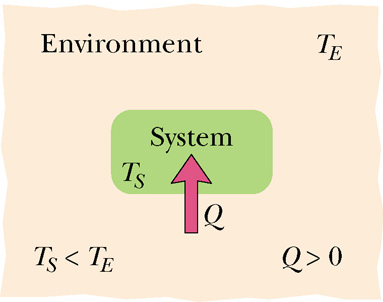 Environment T_E
System
T_S
Q
T_S < T_E Q > 0